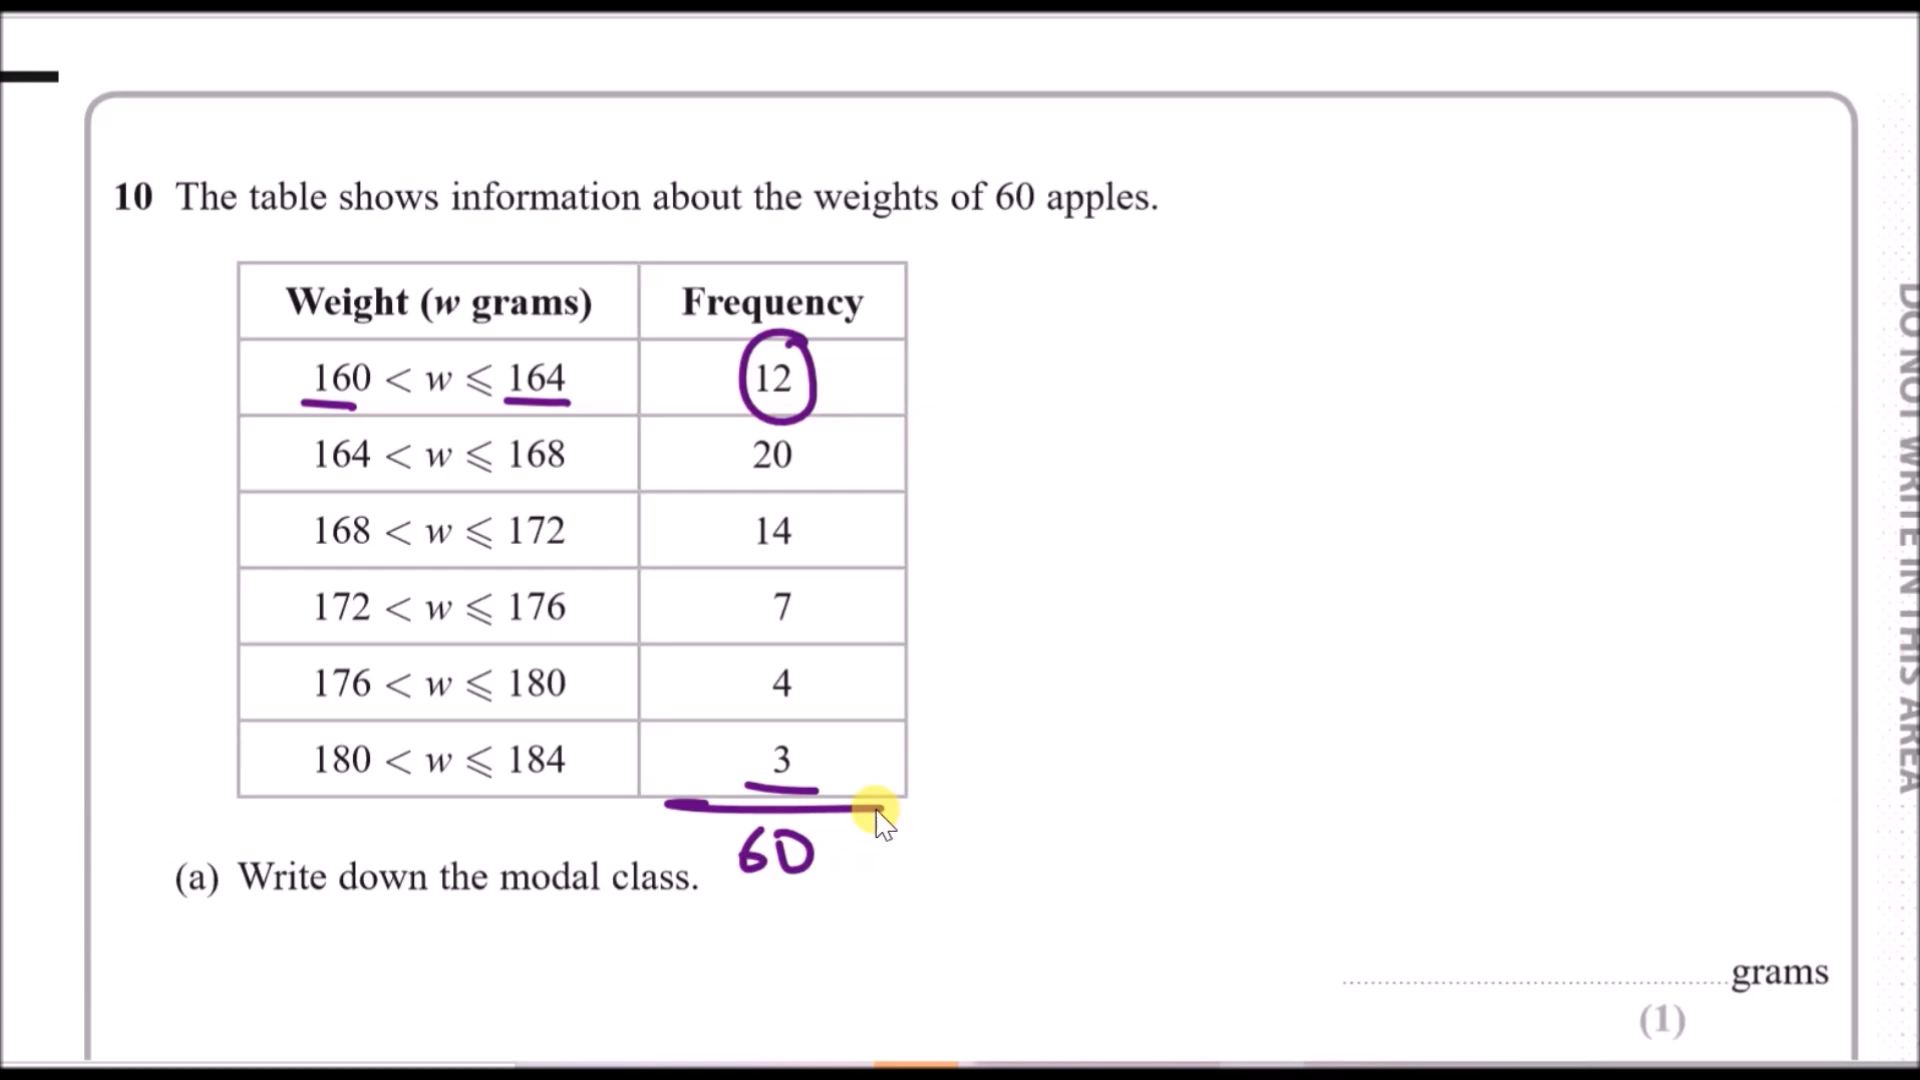 10 The table shows information about the weights of 60 apples.
Weight (w grams) Frequency
160 < w ⩽ 164 12
164 < w ⩽ 168 20
168 < w ⩽ 172 14
172 < w ⩽ 176 7
176 < w ⩽ 180 4
180 < w ⩽ 184 3
60
(a) Write down the modal class.
grams
(1)
DO NOT WRITE IN THIS AREA